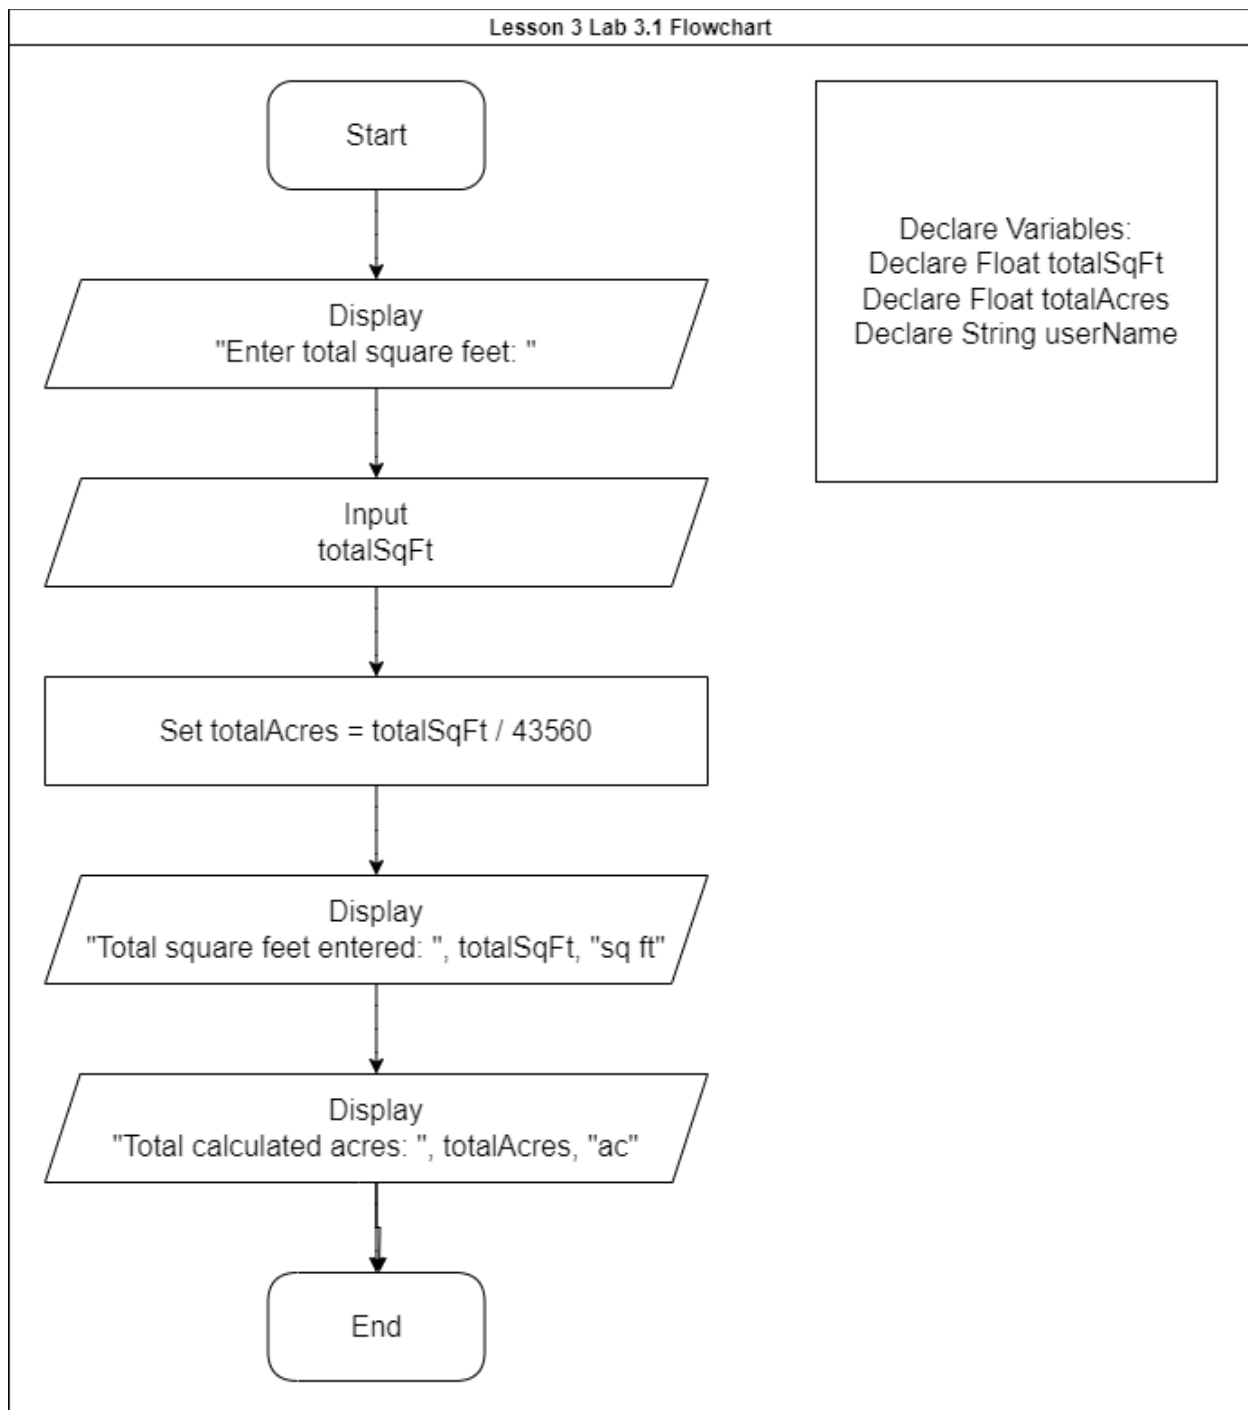 Lesson 3 Lab 3.1 Flowchart
Start
Display
"Enter total square feet: "
Input
totalSqFt
Set totalAcres = totalSqFt / 43560
Display
"Total square feet entered: ", totalSqFt, "sq ft"
Display
"Total calculated acres: ", totalAcres, "ac"
End
Declare Variables:
Declare Float totalSqFt
Declare Float totalAcres
Declare String userName